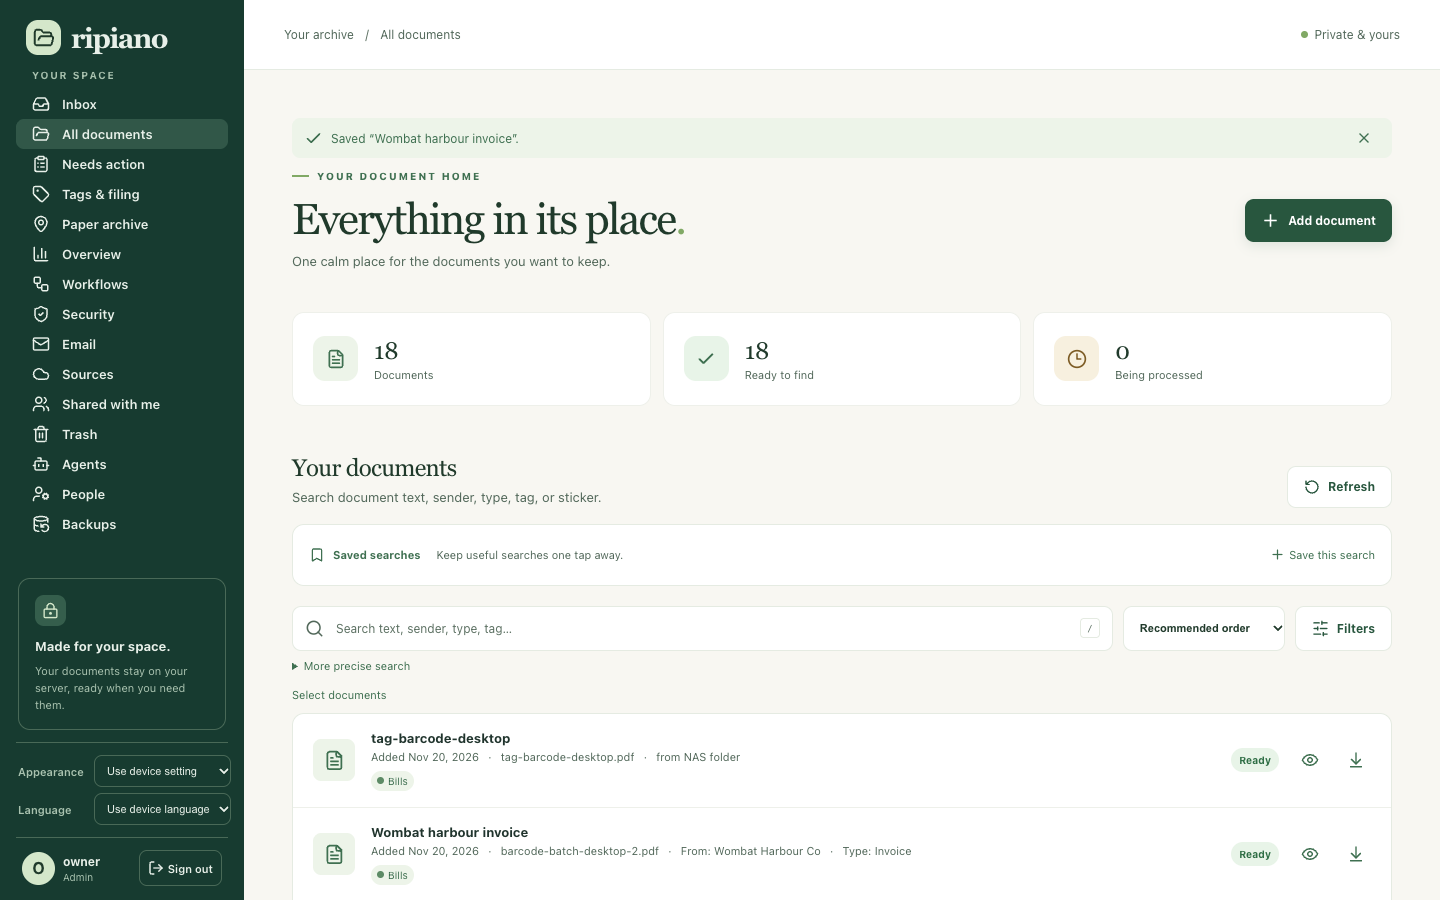 ripiano
YOUR SPACE
Inbox
All documents
Needs action
Tags & filing
Paper archive
Overview
Workflows
Security
Email
Sources
Shared with me
Trash
Agents
People
Backups
Made for your space.
Your documents stay on your
server, ready when you need
them.
Appearance Use device setting
Language Use device language
O owner
Admin
Sign out
Your archive / All documents
Private & yours
Saved “Wombat harbour invoice”.
YOUR DOCUMENT HOME
Everything in its place.
Add document
One calm place for the documents you want to keep.
18
Documents
18
Ready to find
0
Being processed
Your documents
Search document text, sender, type, tag, or sticker.
Refresh
Saved searches Keep useful searches one tap away.
Save this search
Search text, sender, type, tag... /
Recommended order
Filters
More precise search
Select documents
tag-barcode-desktop
Added Nov 20, 2026 · tag-barcode-desktop.pdf · from NAS folder
Bills
Ready
Wombat harbour invoice
Added Nov 20, 2026 · barcode-batch-desktop-2.pdf · From: Wombat Harbour Co · Type: Invoice
Bills
Ready